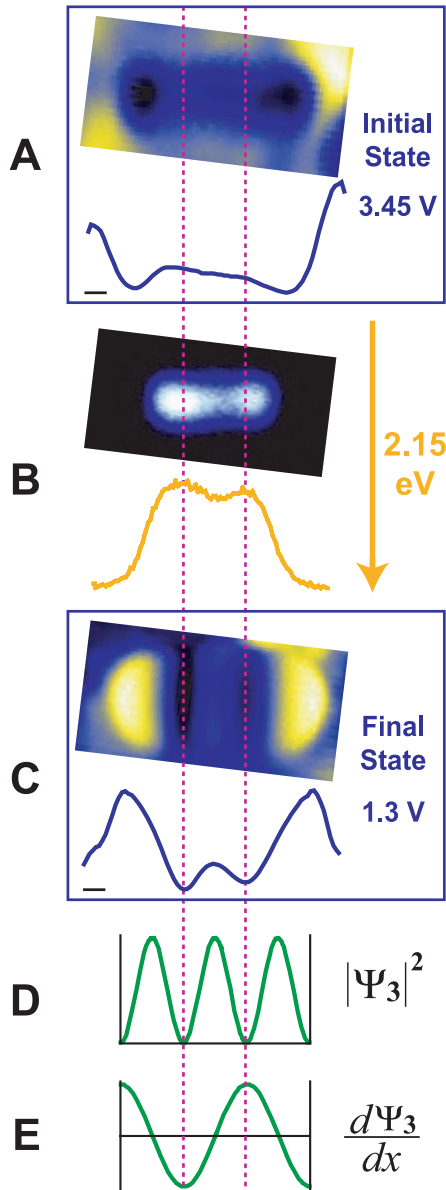 A
Initial
State
3.45 V
B
2.15
eV
C
Final
State
1.3 V
D
|Ψ₃|²
E
dΨ₃
dx